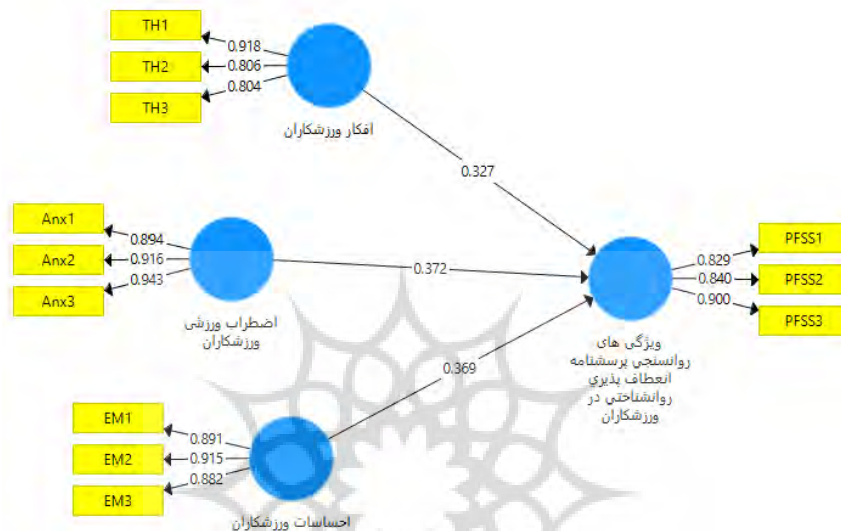 TH1
0.918
TH2
0.806
TH3
0.804
افکار ورزشکاران
0.327
Anx1
0.894
Anx2
0.916
Anx3
0.943
اضطراب ورزشی
ورزشکاران
0.372
PFSS1
0.829
PFSS2
0.840
PFSS3
0.900
ویژگی های
روانسنجی پرسشنامه
انعطاف پذیري
روانشناختی در
ورزشکاران
0.369
EM1
0.891
EM2
0.915
EM3
0.882
احساسات ورزشکاران